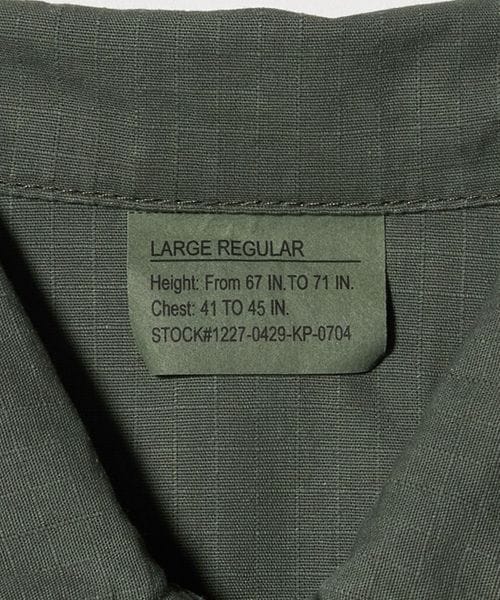 LARGE REGULAR
Height: From 67 IN.TO 71 IN.
Chest: 41 TO 45 IN.
STOCK#1227-0429-KP-0704